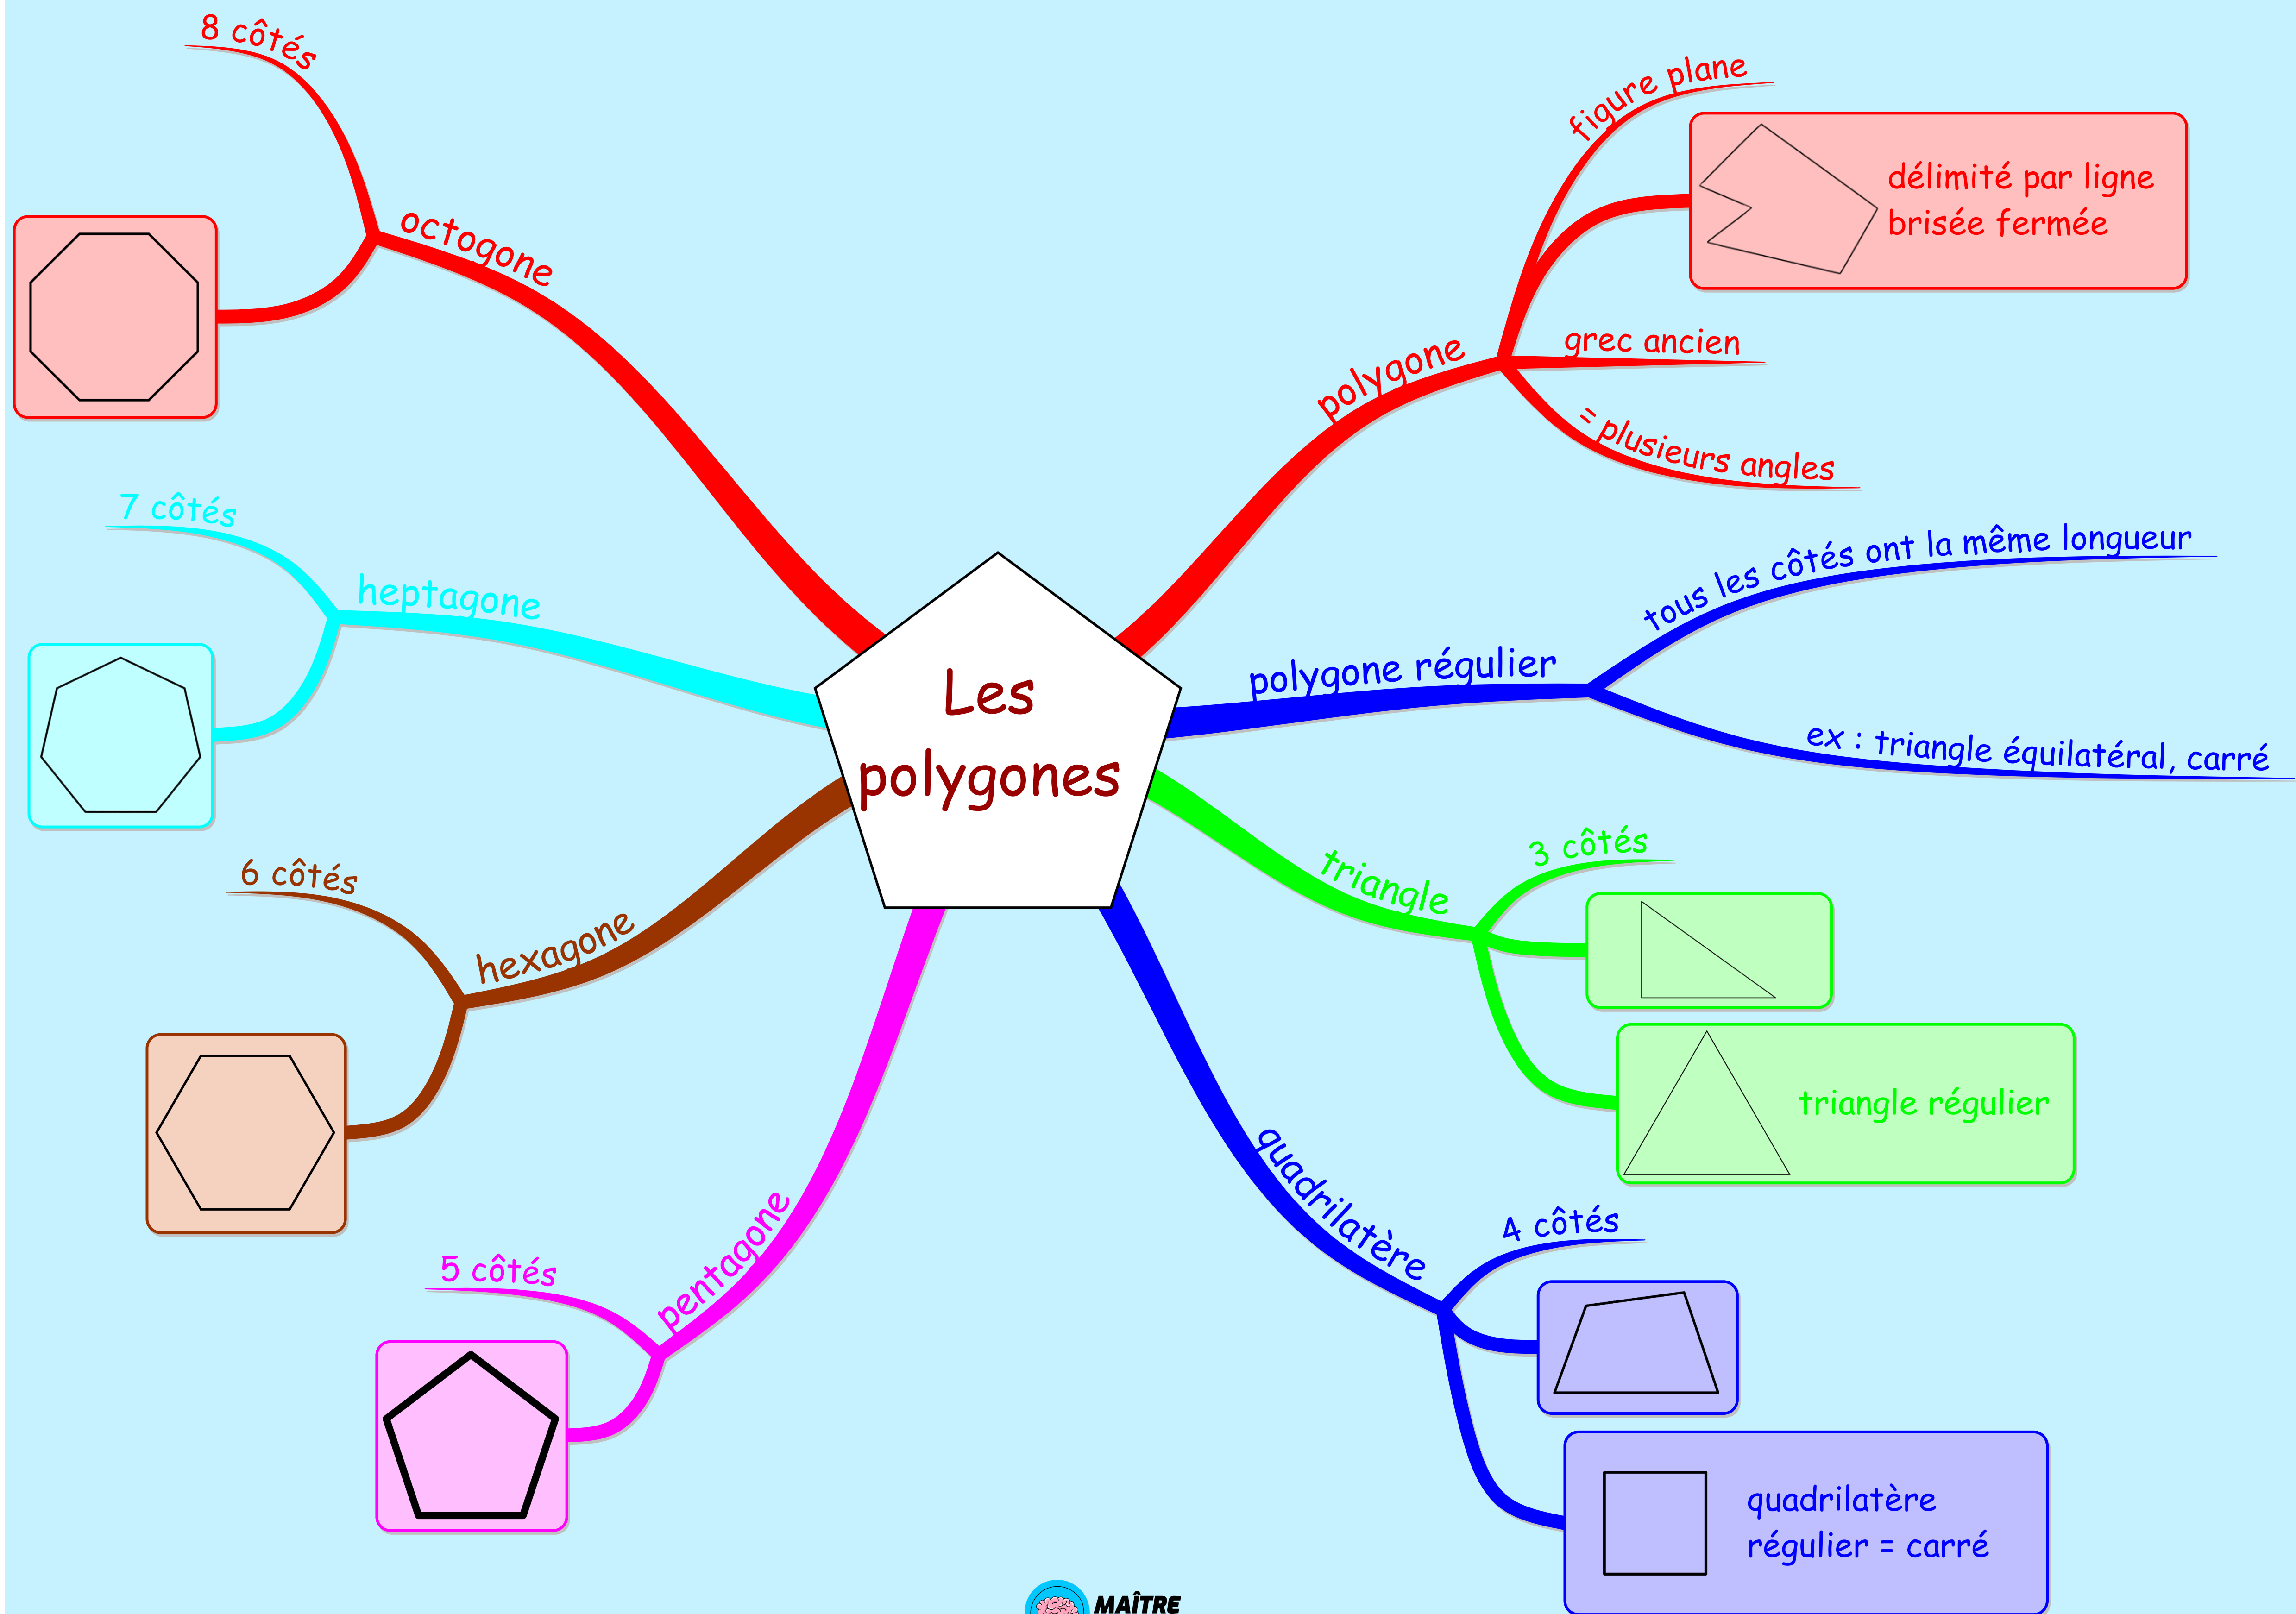 Les
polygones
polygone
figure plane
délimité par ligne
brisée fermée
grec ancien
= plusieurs angles
polygone régulier
tous les côtés ont la même longueur
ex : triangle équilatéral, carré
triangle
3 côtés
triangle régulier
quadrilatère
4 côtés
quadrilatère
régulier = carré
pentagone
5 côtés
hexagone
6 côtés
heptagone
7 côtés
octogone
8 côtés
MAÎTRE